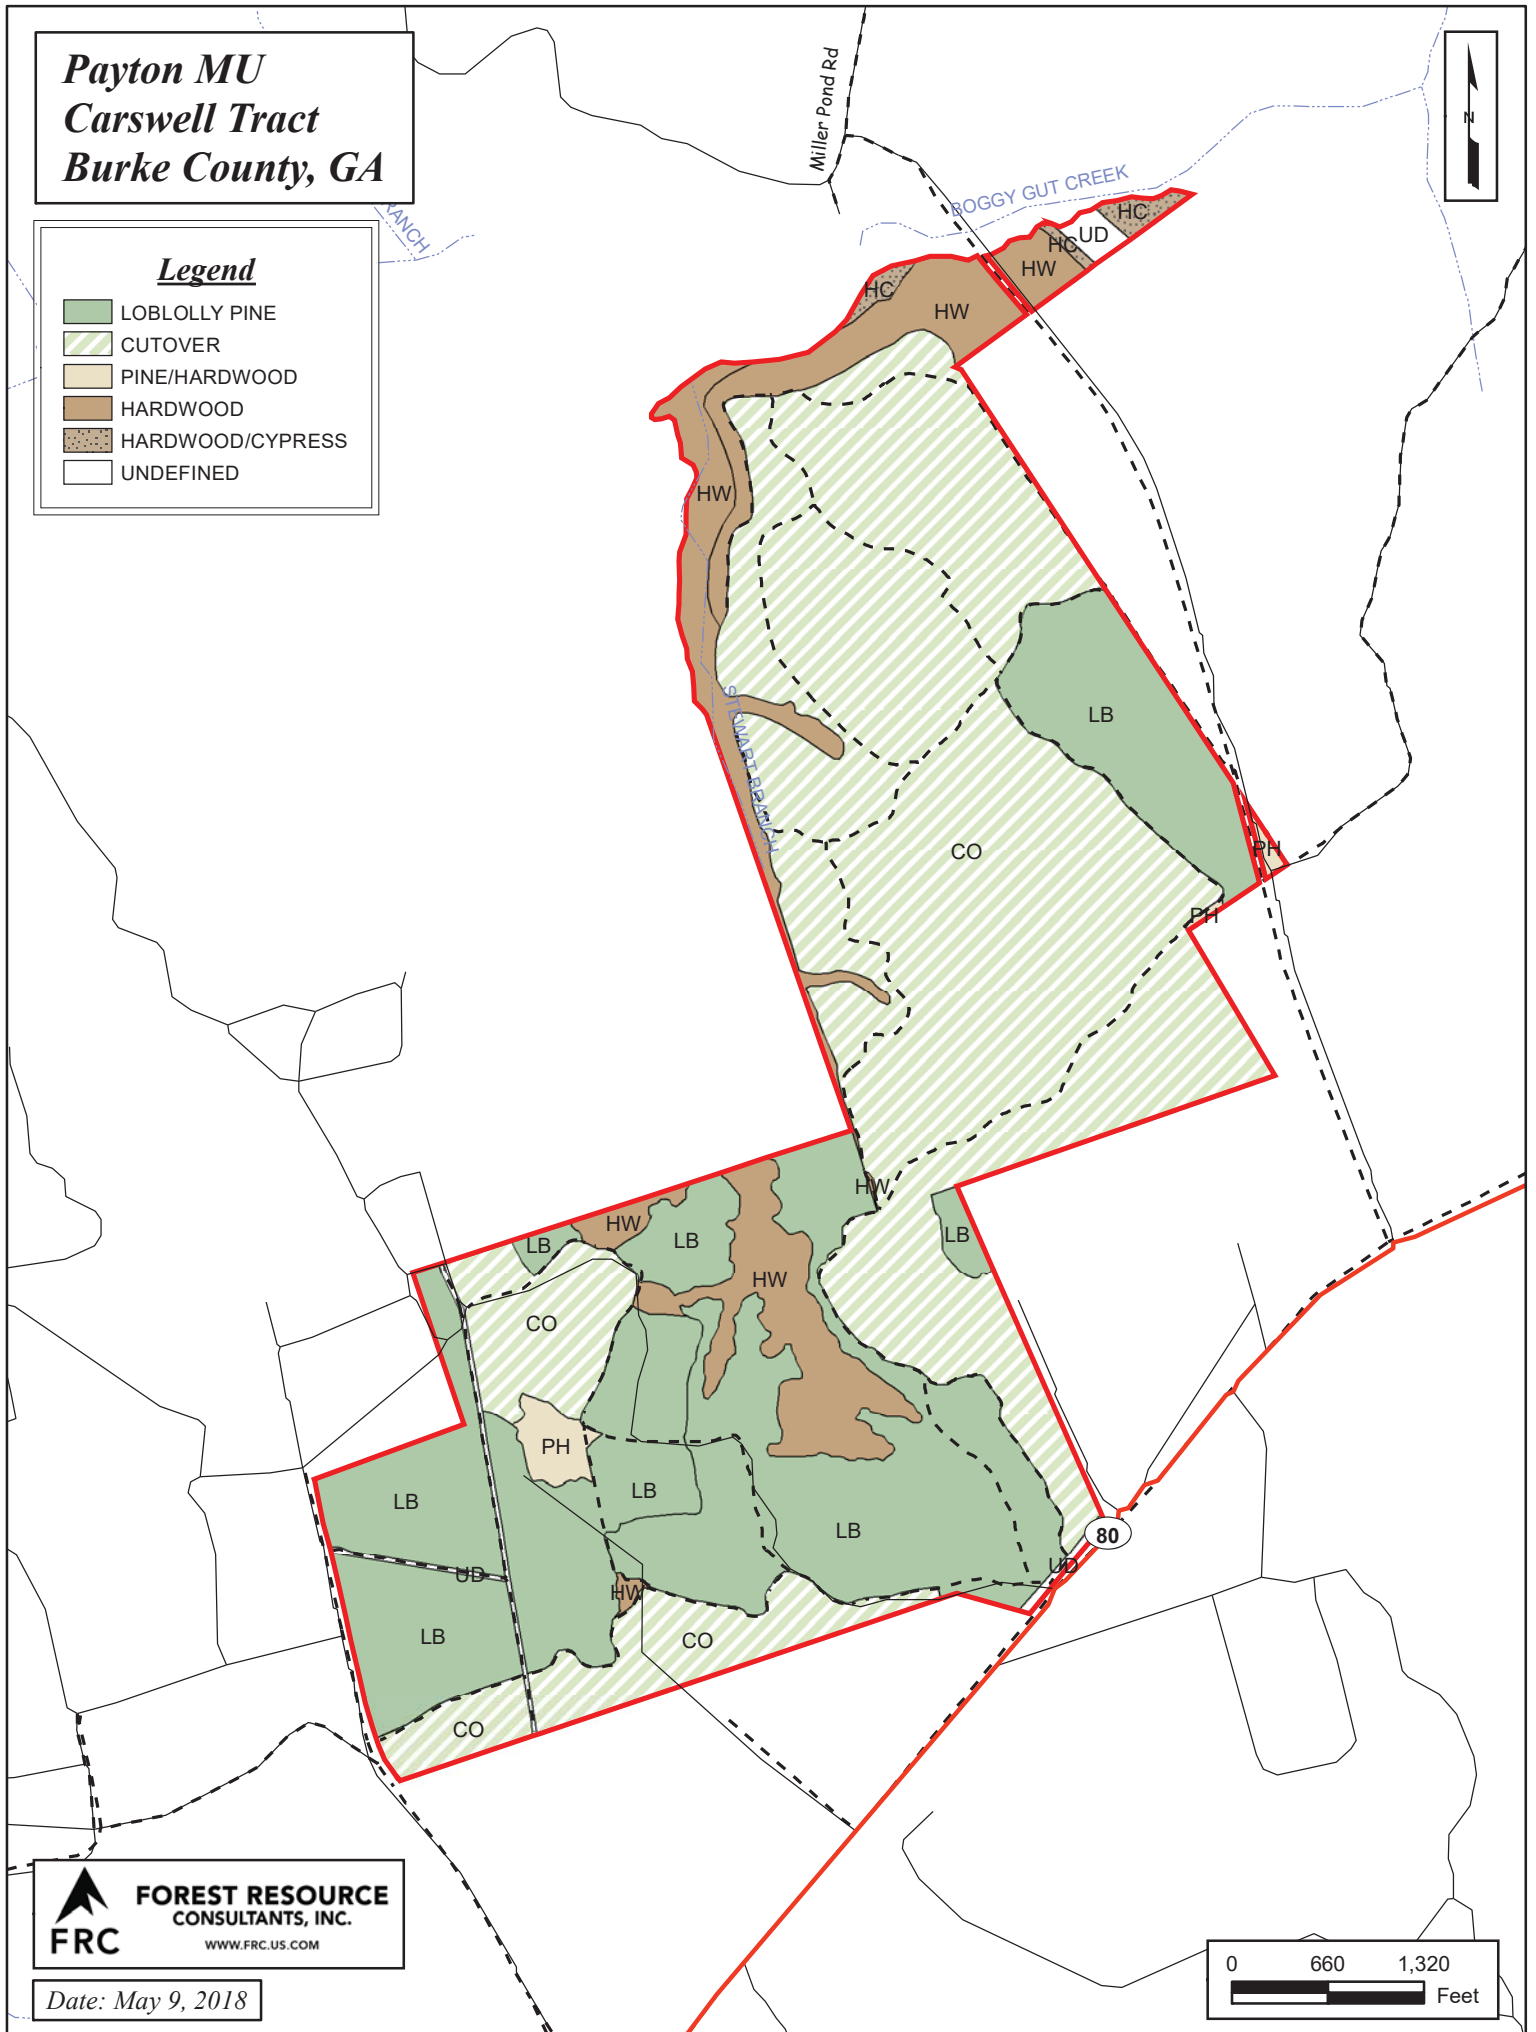 Payton MU
Carswell Tract
Burke County, GA
Miller Pond Rd
N
RANCH
BOGGY GUT CREEK
Legend
LOBLOLLY PINE
CUTOVER
PINE/HARDWOOD
HARDWOOD
HARDWOOD/CYPRESS
UNDEFINED
HC
UD
HC
HW
HC
HW
HW
LB
STEWART BRANCH
CO
PH
PH
HW
HW
LB
LB
LB
HW
CO
PH
LB
LB
LB
80
UD
UD
HW
LB
CO
CO
FRC
FOREST RESOURCE
CONSULTANTS, INC.
WWW.FRC.US.COM
Date: May 9, 2018
0 660 1,320
Feet